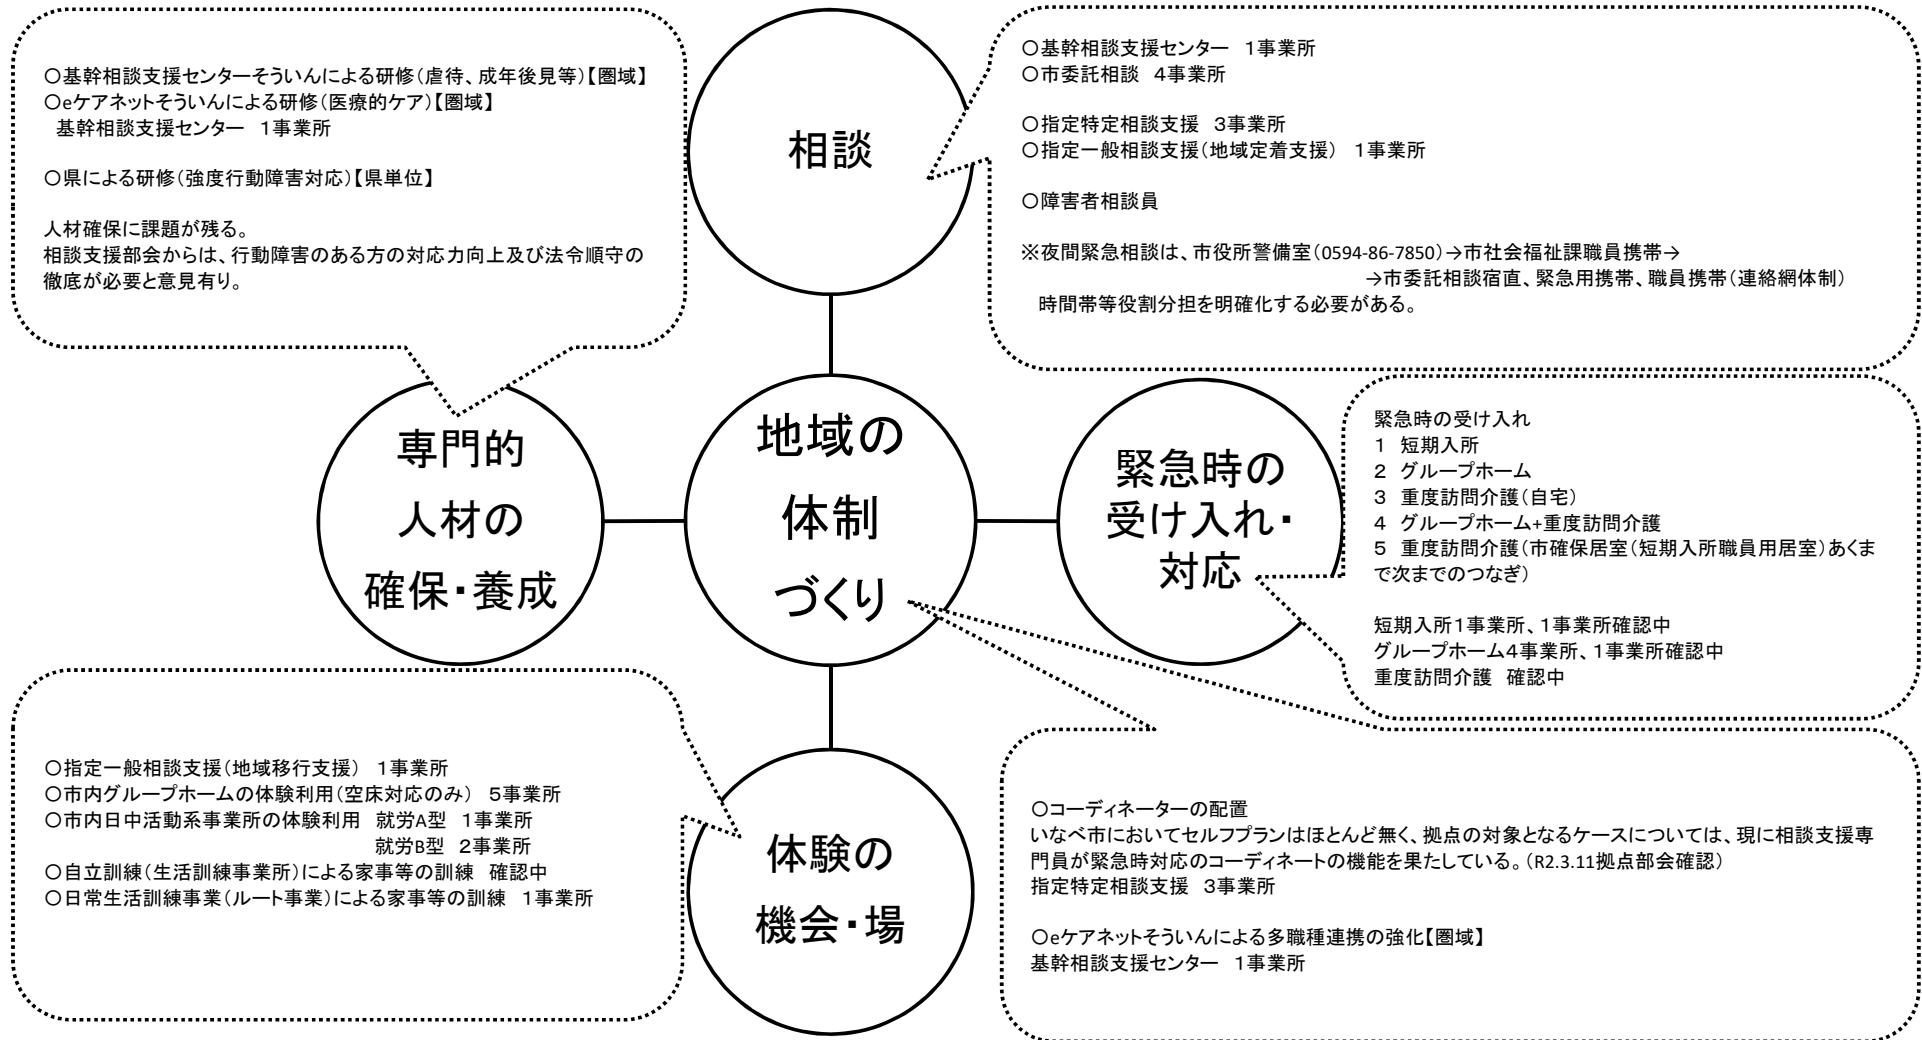 ○基幹相談支援センターそういんによる研修(虐待、成年後見等)【圏域】
○eケアネットそういんによる研修(医療的ケア)【圏域】
基幹相談支援センター 1事業所
○県による研修(強度行動障害対応)【県単位】
人材確保に課題が残る。
相談支援部会からは、行動障害のある方の対応力向上及び法令順守の
徹底が必要と意見有り。
相談
○基幹相談支援センター 1事業所
○市委託相談 4事業所
○指定特定相談支援 3事業所
○指定一般相談支援(地域定着支援) 1事業所
○障害者相談員
※夜間緊急相談は、市役所警備室(0594-86-7850)→市社会福祉課職員携帯→
→市委託相談宿直、緊急用携帯、職員携帯(連絡網体制)
時間帯等役割分担を明確化する必要がある。
専門的
人材の
確保・養成
地域の
体制
づくり
緊急時の
受け入れ・
対応
緊急時の受け入れ
1 短期入所
2 グループホーム
3 重度訪問介護(自宅)
4 グループホーム+重度訪問介護
5 重度訪問介護(市確保居室(短期入所職員用居室)あくま
で次までのつなぎ)
短期入所1事業所、1事業所確認中
グループホーム4事業所、1事業所確認中
重度訪問介護 確認中
○指定一般相談支援(地域移行支援) 1事業所
○市内グループホームの体験利用(空床対応のみ) 5事業所
○市内日中活動系事業所の体験利用 就労A型 1事業所
就労B型 2事業所
○自立訓練(生活訓練事業所)による家事等の訓練 確認中
○日常生活訓練事業(ルート事業)による家事等の訓練 1事業所
体験の
機会・場
○コーディネーターの配置
いなべ市においてセルフプランはほとんど無く、拠点の対象となるケースについては、現に相談支援専
門員が緊急時対応のコーディネートの機能を果たしている。(R2.3.11拠点部会確認)
指定特定相談支援 3事業所
○eケアネットそういんによる多職種連携の強化【圏域】
基幹相談支援センター 1事業所